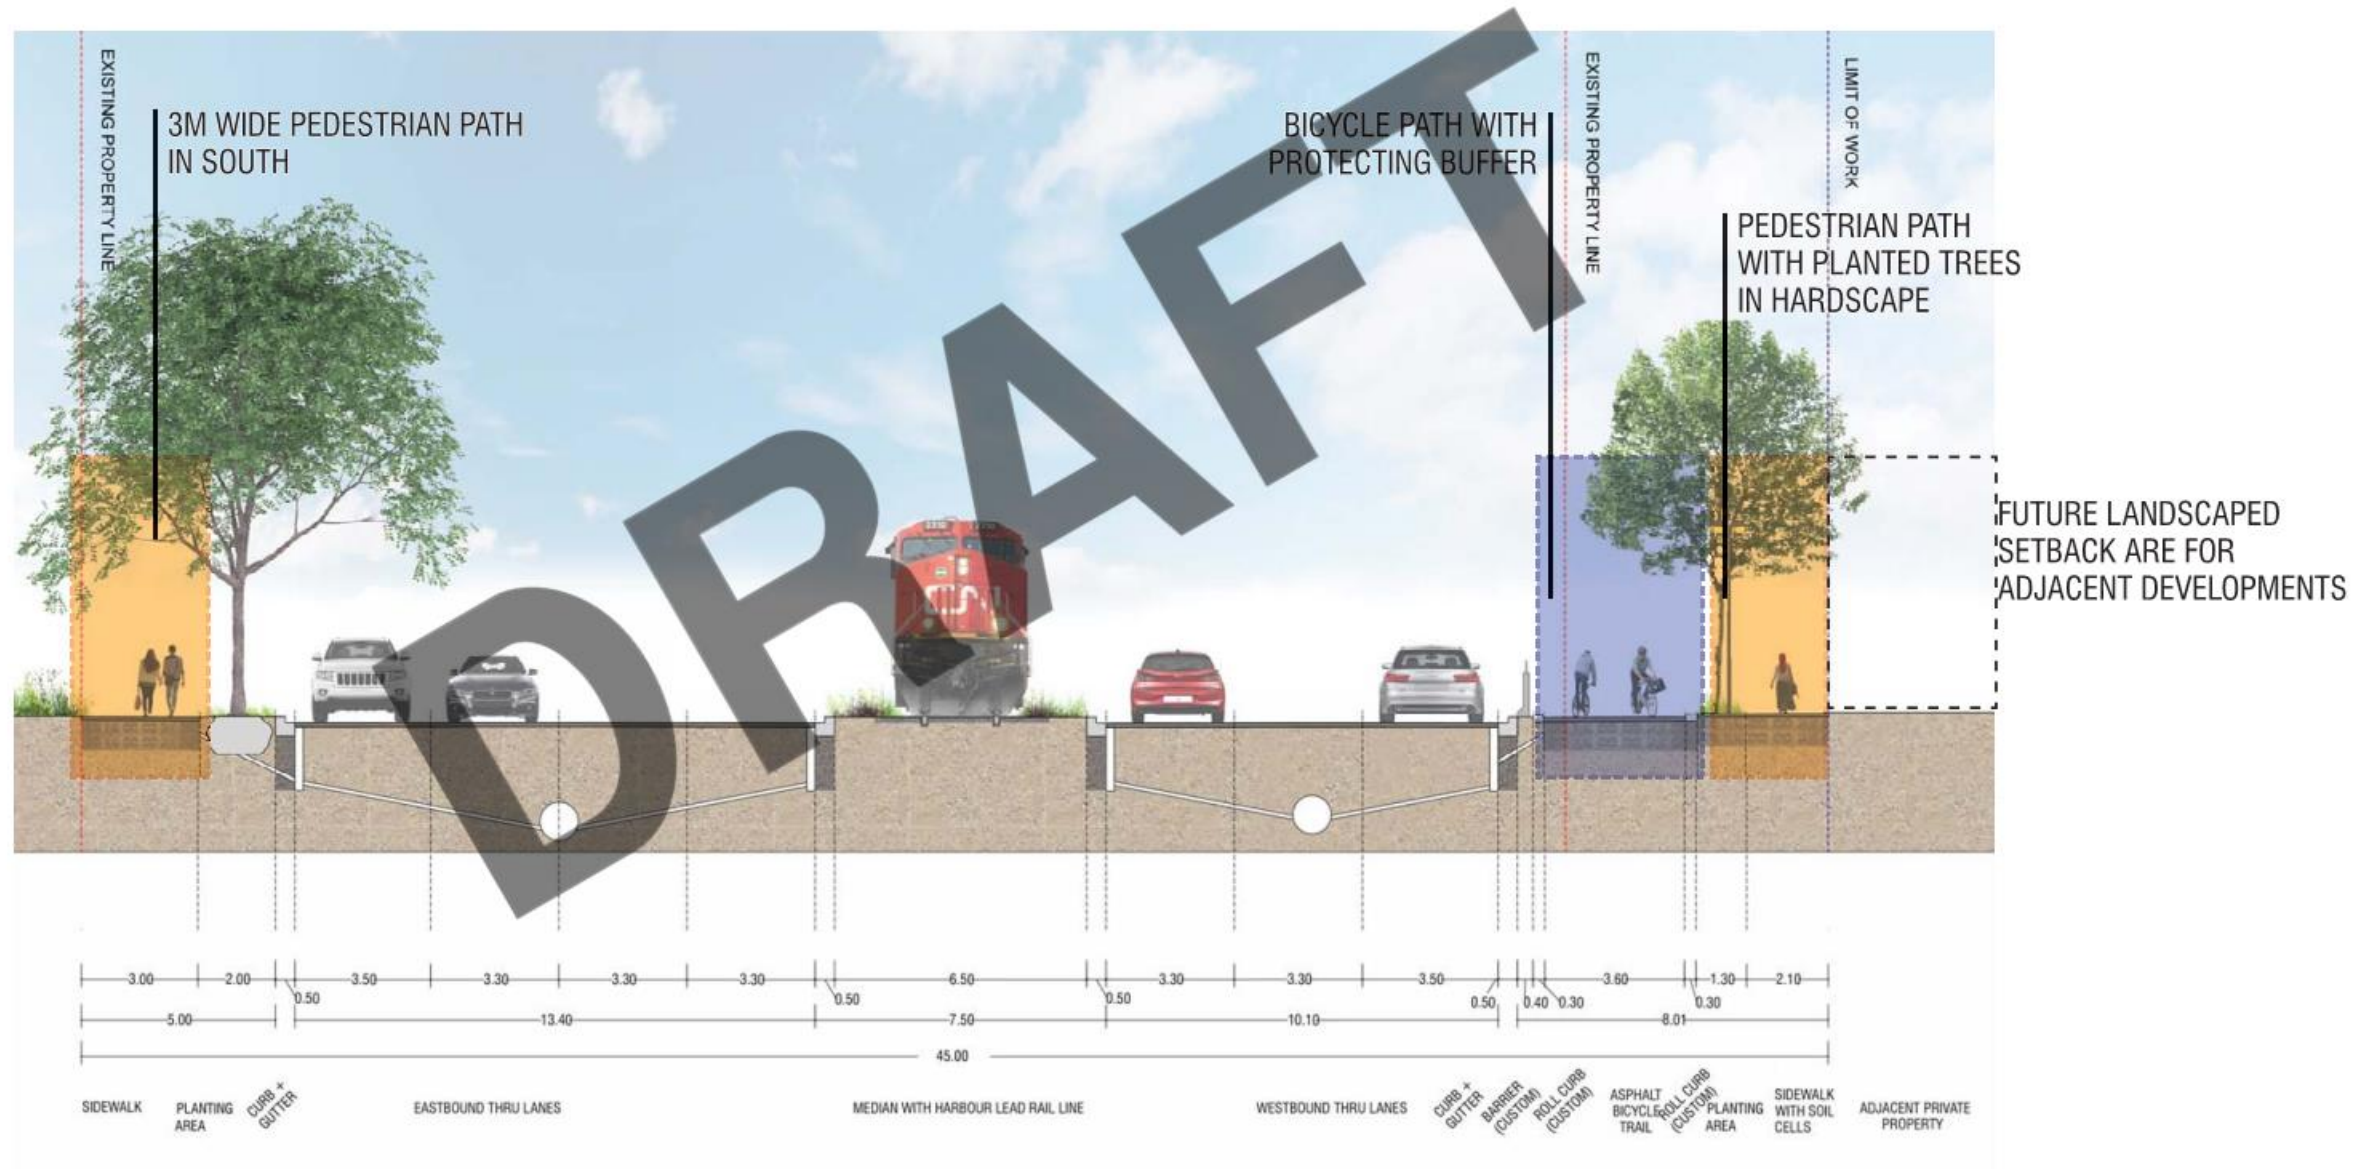 EXISTING PROPERTY LINE
3M WIDE PEDESTRIAN PATH
IN SOUTH
BICYCLE PATH WITH
PROTECTING BUFFER
EXISTING PROPERTY LINE
LIMIT OF WORK
PEDESTRIAN PATH
WITH PLANTED TREES
IN HARDSCAPE
FUTURE LANDSCAPED
SETBACK ARE FOR
ADJACENT DEVELOPMENTS
DRAFT
CN
3.00 2.00 3.50 3.30 3.30 3.30 6.50 3.30 3.30 3.50 3.60 1.30 2.10
0.50 0.50 0.50 0.50 0.40 0.30 0.30
5.00 13.40 7.50 10.10 8.01
45.00
SIDEWALK
PLANTING
AREA
CURB +
GUTTER
EASTBOUND THRU LANES
MEDIAN WITH HARBOUR LEAD RAIL LINE
WESTBOUND THRU LANES
CURB +
GUTTER
BARRIER
(CUSTOM)
ROLL CURB
(CUSTOM)
ASPHALT
BICYCLE
TRAIL
ROLL CURB
(CUSTOM)
PLANTING
AREA
SIDEWALK
WITH SOIL
CELLS
ADJACENT PRIVATE
PROPERTY